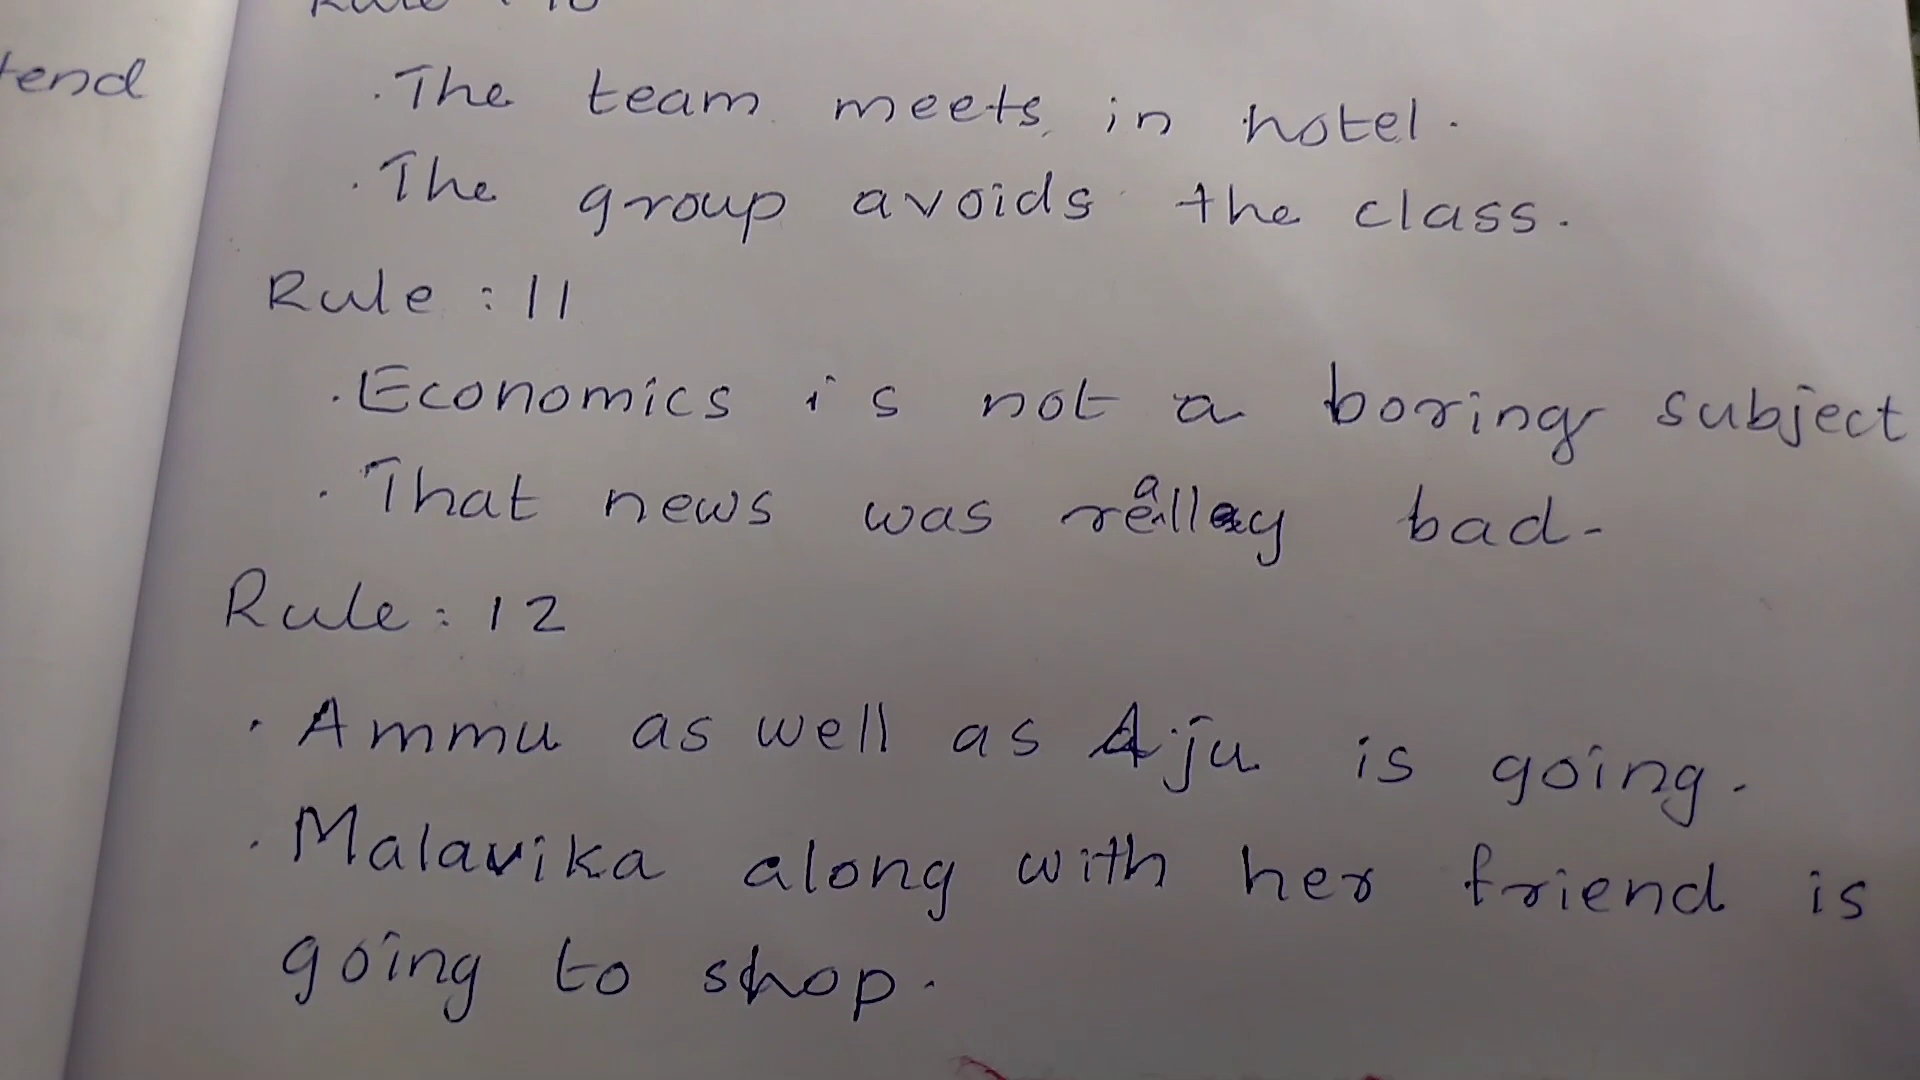 Rule : 10
tend
. The team meets in hotel.
. The group avoids the class.
Rule : 11
. Economics is not a boring subject
. That news was really bad.
Rule : 12
. Ammu as well as Aju is going.
. Malavika along with her friend is
going to shop.